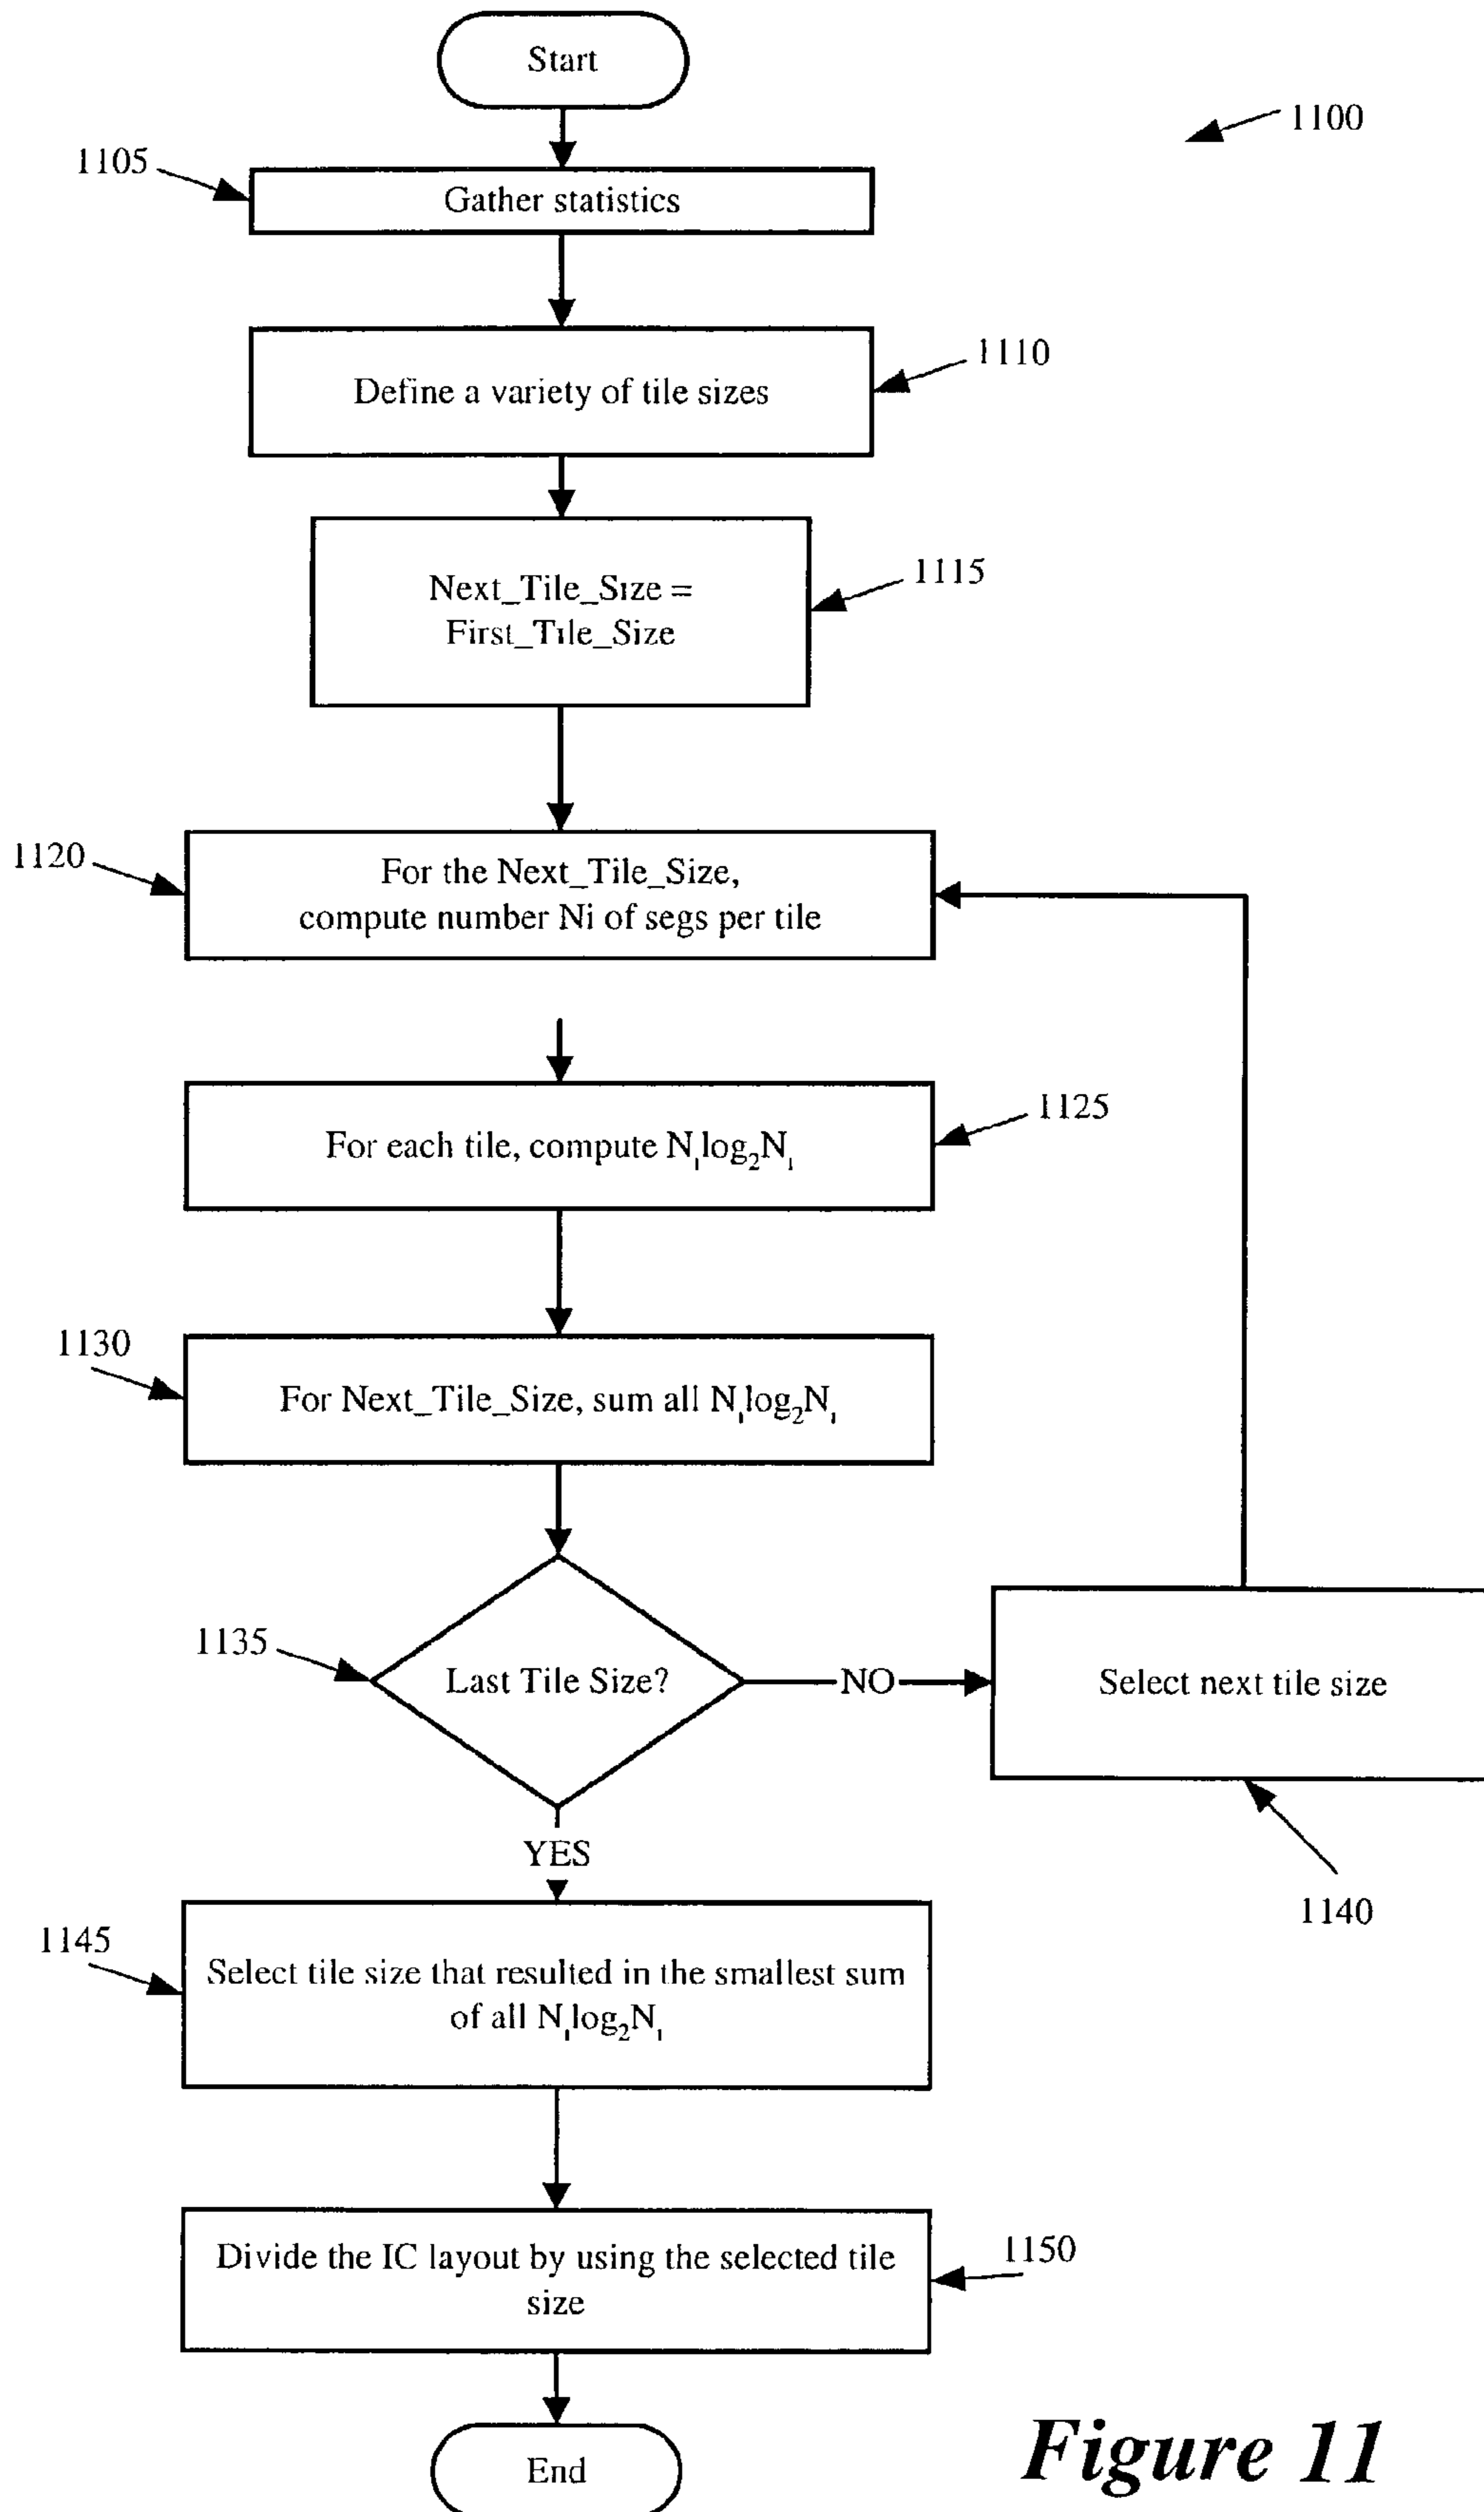 Start
1100
1105
Gather statistics
Define a variety of tile sizes
1110
Next_Tile_Size =
First_Tile_Size
1115
1120
For the Next_Tile_Size,
compute number Ni of segs per tile
For each tile, compute Nᵢlog₂Nᵢ
1125
1130
For Next_Tile_Size, sum all Nᵢlog₂Nᵢ
1135
Last Tile Size?
NO
Select next tile size
YES
1140
1145
Select tile size that resulted in the smallest sum
of all Nᵢlog₂Nᵢ
Divide the IC layout by using the selected tile
size
1150
End
Figure 11